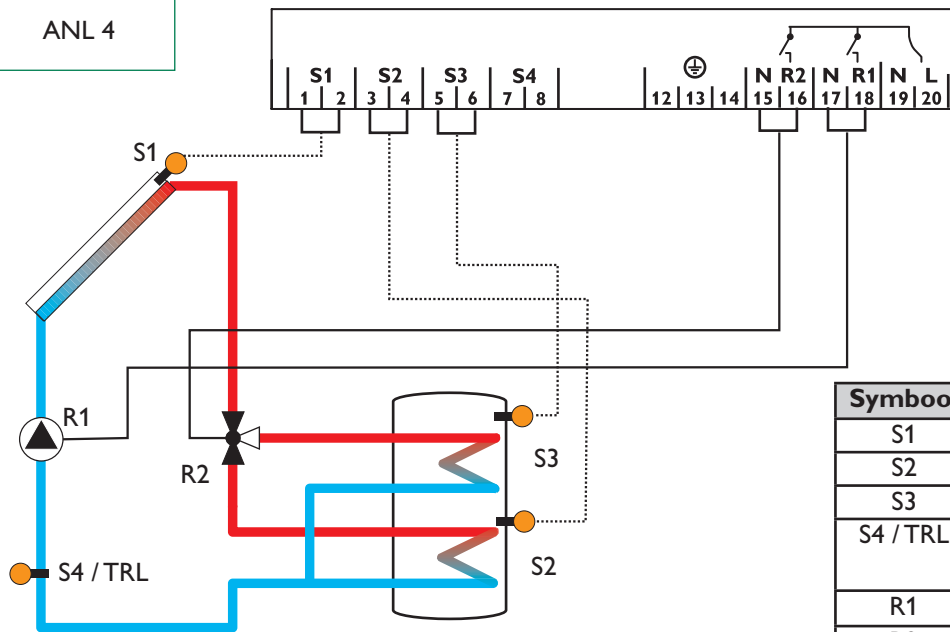 ANL 4
S1 S2 S3 S4 N R2 N R1 N L
1 2 3 4 5 6 7 8 12 13 14 15 16 17 18 19 20
S1
R1
R2
S3
S2
S4 / TRL
Symboo
S1
S2
S3
S4 / TRL
R1